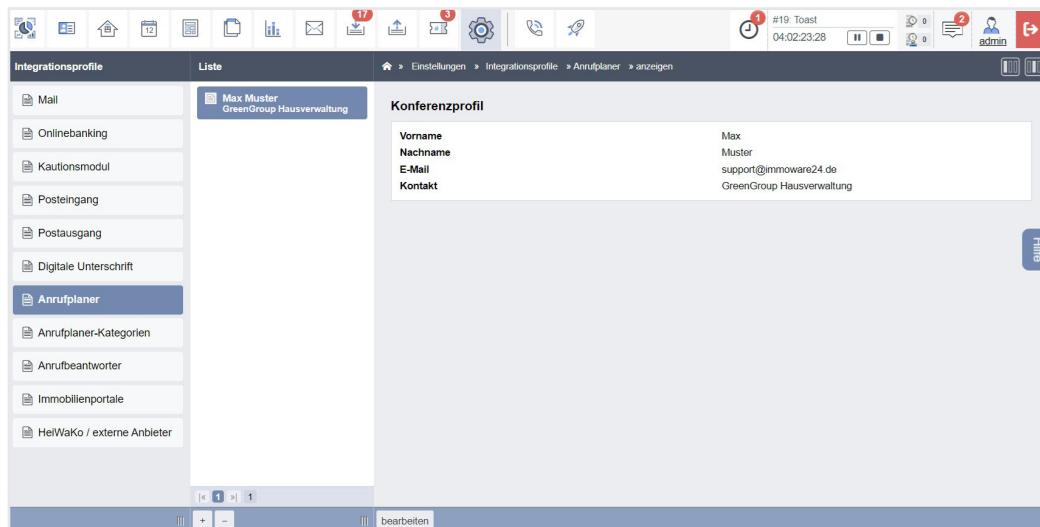 17
3
12
1
#19: Toast
04:02:23:28
0
0
2
admin
Integrationsprofile
Liste
» Einstellungen » Integrationsprofile » Anrufplaner » anzeigen
Mail
Onlinebanking
Kautionsmodul
Posteingang
Postausgang
Digitale Unterschrift
Anrufplaner
Anrufplaner-Kategorien
Anrufbeantworter
Immobilienportale
HeiWaKo / externe Anbieter
Max Muster
GreenGroup Hausverwaltung
|« 1 »| 1
+ −
Konferenzprofil
Vorname Max
Nachname Muster
E-Mail support@immoware24.de
Kontakt GreenGroup Hausverwaltung
Hilfe
bearbeiten